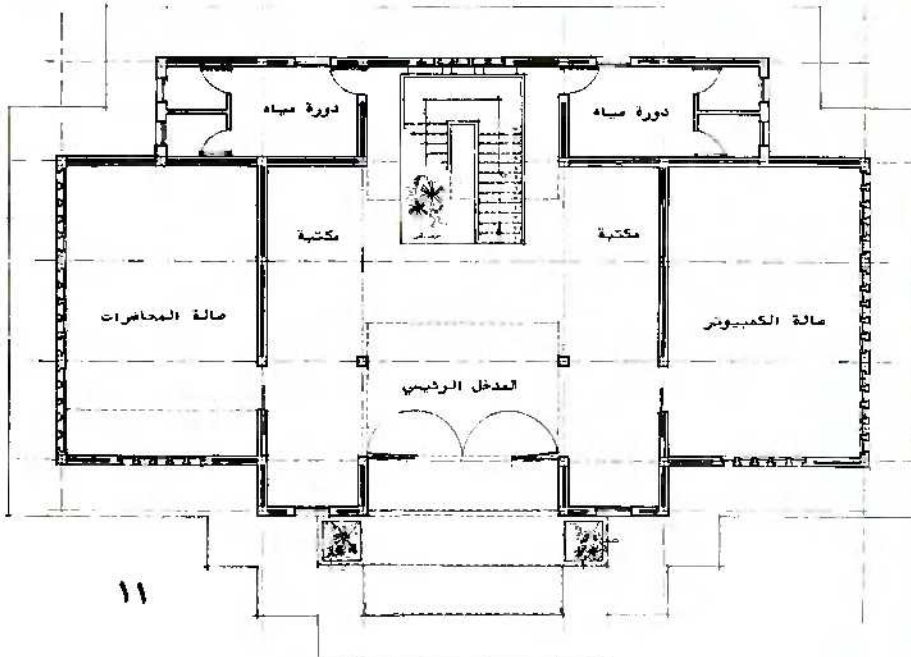 دورة مياه
دورة مياه
مكتبة
مكتبة
صالة الكمبيوتر
صالة المحاضرات
المدخل الرئيسي
١١